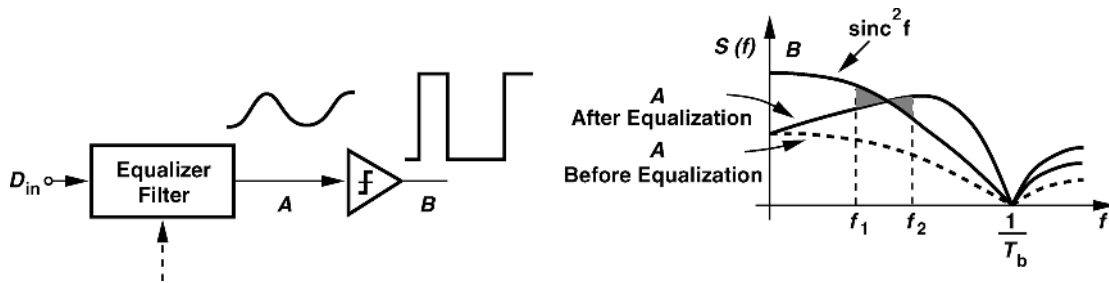 D_in
Equalizer
Filter
A
B
S (f)
B
sinc²f
A
After Equalization
A
Before Equalization
f₁
f₂
1
T_b
f